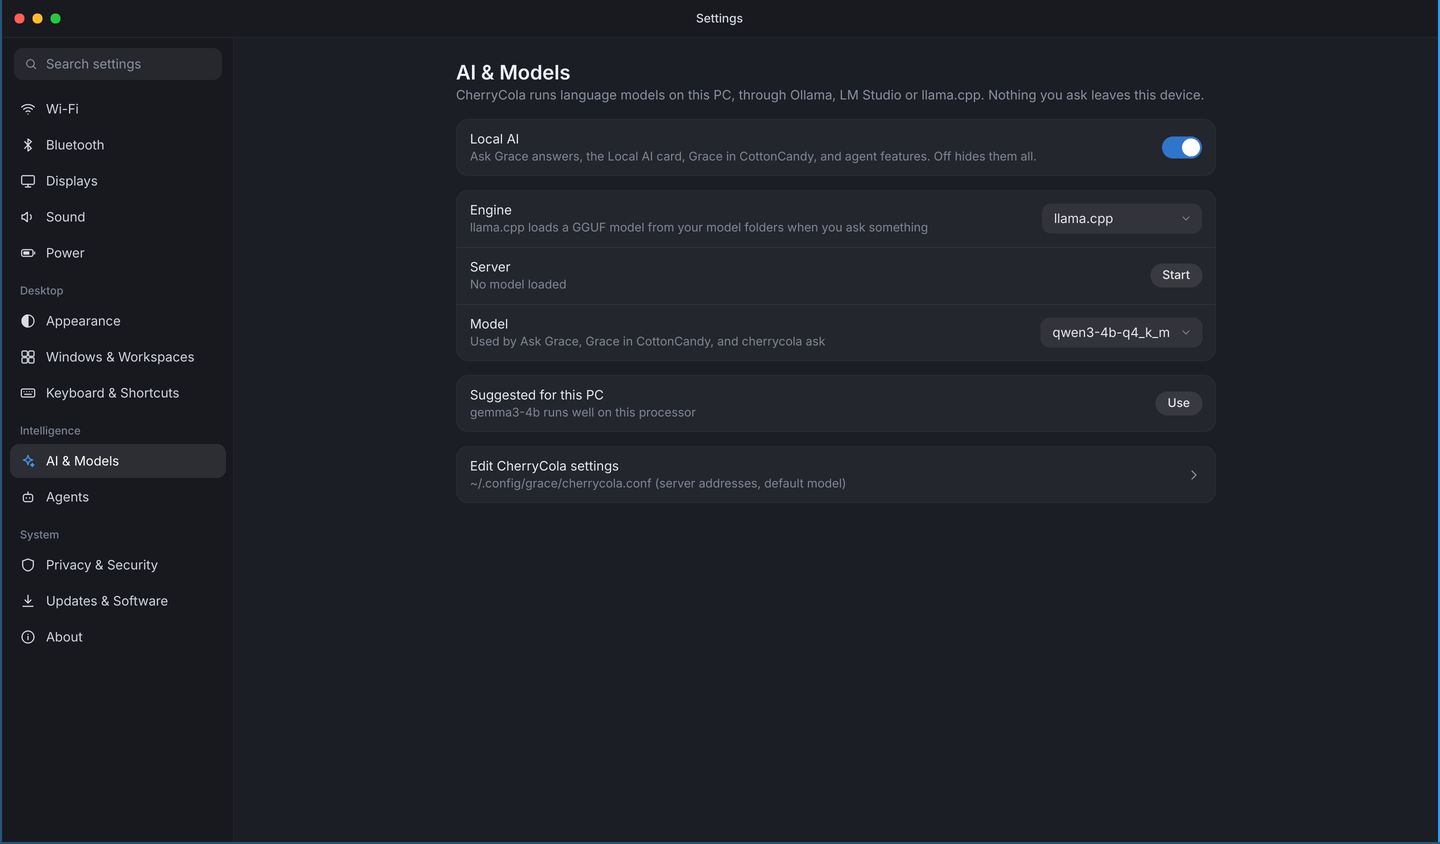 Settings
Search settings
Wi-Fi
Bluetooth
Displays
Sound
Power
Desktop
Appearance
Windows & Workspaces
Keyboard & Shortcuts
Intelligence
AI & Models
Agents
System
Privacy & Security
Updates & Software
About
AI & Models
CherryCola runs language models on this PC, through Ollama, LM Studio or llama.cpp. Nothing you ask leaves this device.
Local AI
Ask Grace answers, the Local AI card, Grace in CottonCandy, and agent features. Off hides them all.
Engine
llama.cpp loads a GGUF model from your model folders when you ask something
llama.cpp
Server
No model loaded
Start
Model
Used by Ask Grace, Grace in CottonCandy, and cherrycola ask
qwen3-4b-q4_k_m
Suggested for this PC
gemma3-4b runs well on this processor
Use
Edit CherryCola settings
~/.config/grace/cherrycola.conf (server addresses, default model)